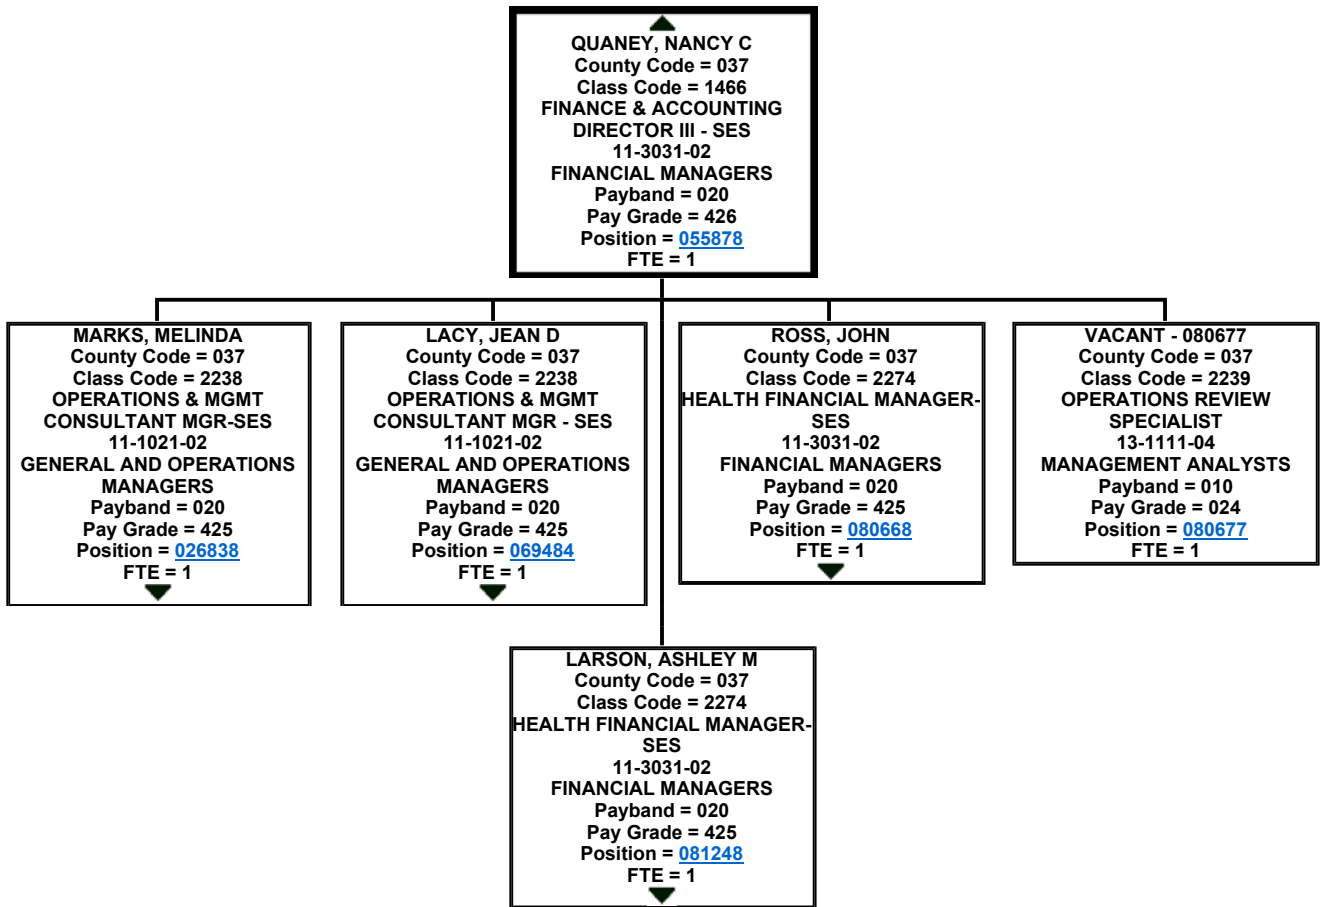 QUANEY, NANCY C
County Code = 037
Class Code = 1466
FINANCE & ACCOUNTING
DIRECTOR III - SES
11-3031-02
FINANCIAL MANAGERS
Payband = 020
Pay Grade = 426
Position = 055878
FTE = 1
MARKS, MELINDA
County Code = 037
Class Code = 2238
OPERATIONS & MGMT
CONSULTANT MGR-SES
11-1021-02
GENERAL AND OPERATIONS
MANAGERS
Payband = 020
Pay Grade = 425
Position = 026838
FTE = 1
LACY, JEAN D
County Code = 037
Class Code = 2238
OPERATIONS & MGMT
CONSULTANT MGR - SES
11-1021-02
GENERAL AND OPERATIONS
MANAGERS
Payband = 020
Pay Grade = 425
Position = 069484
FTE = 1
ROSS, JOHN
County Code = 037
Class Code = 2274
HEALTH FINANCIAL MANAGER-
SES
11-3031-02
FINANCIAL MANAGERS
Payband = 020
Pay Grade = 425
Position = 080668
FTE = 1
VACANT - 080677
County Code = 037
Class Code = 2239
OPERATIONS REVIEW
SPECIALIST
13-1111-04
MANAGEMENT ANALYSTS
Payband = 010
Pay Grade = 024
Position = 080677
FTE = 1
LARSON, ASHLEY M
County Code = 037
Class Code = 2274
HEALTH FINANCIAL MANAGER-
SES
11-3031-02
FINANCIAL MANAGERS
Payband = 020
Pay Grade = 425
Position = 081248
FTE = 1